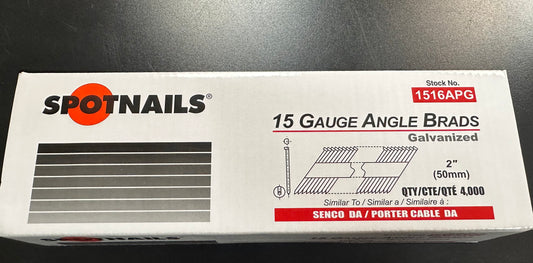 SPOTNAILS®
Stock No.
1516APG
15 GAUGE ANGLE BRADS
Galvanized
2"
(50mm)
QTY/CTE/QTÉ 4,000
Similar To / Similar a / Similaire à :
SENCO DA / PORTER CABLE DA